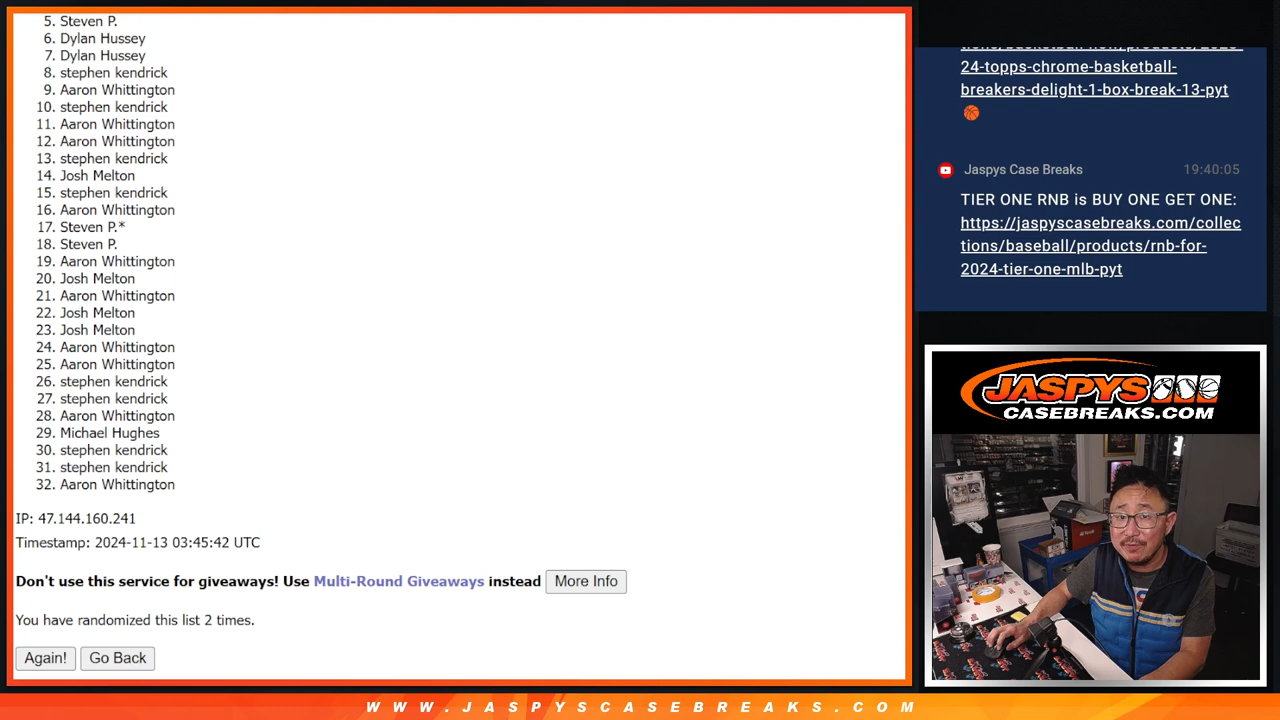 5. Steven P.
6. Dylan Hussey
7. Dylan Hussey
8. stephen kendrick
9. Aaron Whittington
10. stephen kendrick
11. Aaron Whittington
12. Aaron Whittington
13. stephen kendrick
14. Josh Melton
15. stephen kendrick
16. Aaron Whittington
17. Steven P.*
18. Steven P.
19. Aaron Whittington
20. Josh Melton
21. Aaron Whittington
22. Josh Melton
23. Josh Melton
24. Aaron Whittington
25. Aaron Whittington
26. stephen kendrick
27. stephen kendrick
28. Aaron Whittington
29. Michael Hughes
30. stephen kendrick
31. stephen kendrick
32. Aaron Whittington
IP: 47.144.160.241
Timestamp: 2024-11-13 03:45:42 UTC
Don't use this service for giveaways! Use Multi-Round Giveaways instead More Info
You have randomized this list 2 times.
Again! Go Back
24-topps-chrome-basketball-
breakers-delight-1-box-break-13-pyt
Jaspys Case Breaks 19:40:05
TIER ONE RNB is BUY ONE GET ONE:
https://jaspyscasebreaks.com/collec
tions/baseball/products/rnb-for-
2024-tier-one-mlb-pyt
JASPYS
CASEBREAKS.COM
WWW.JASPYSCASEBREAKS.COM